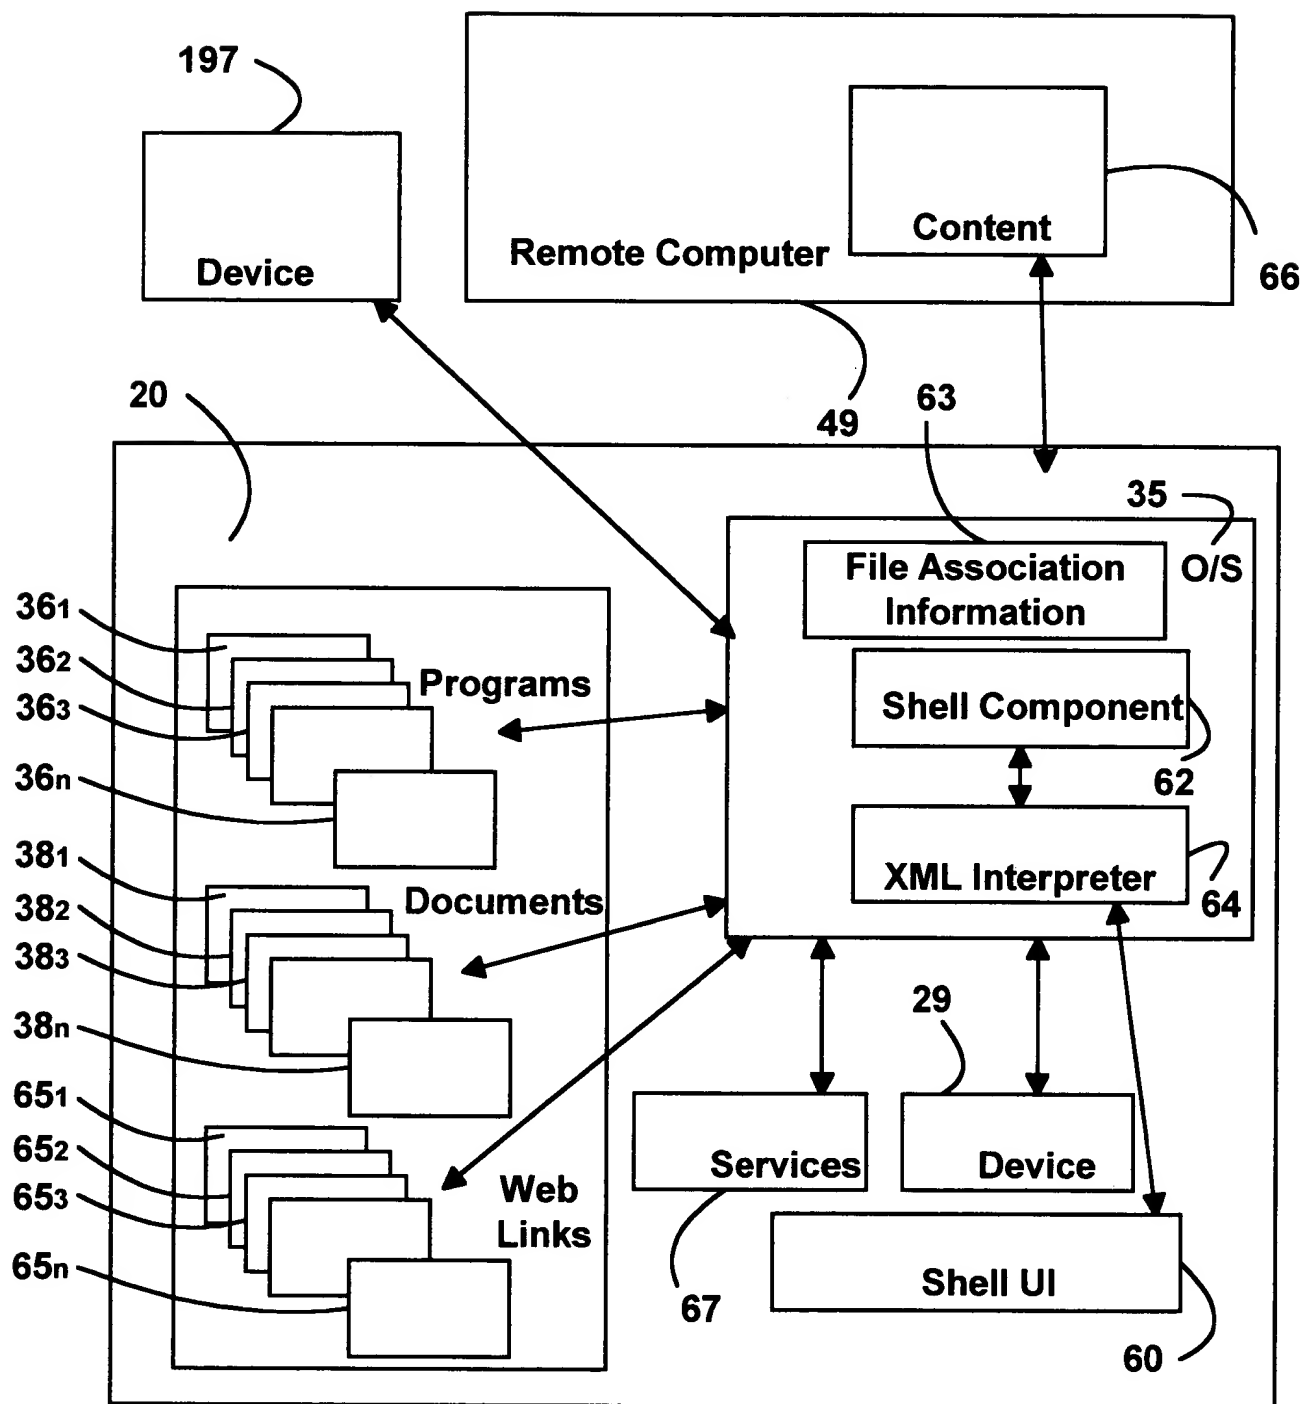 197
Content
Remote Computer
66
Device
20
63
49
35
File Association
Information
O/S
361
362
363
36n
Programs
Shell Component
62
381
382
383
38n
Documents
XML Interpreter
64
29
651
652
653
65n
Web
Links
Services
Device
67
Shell UI
60